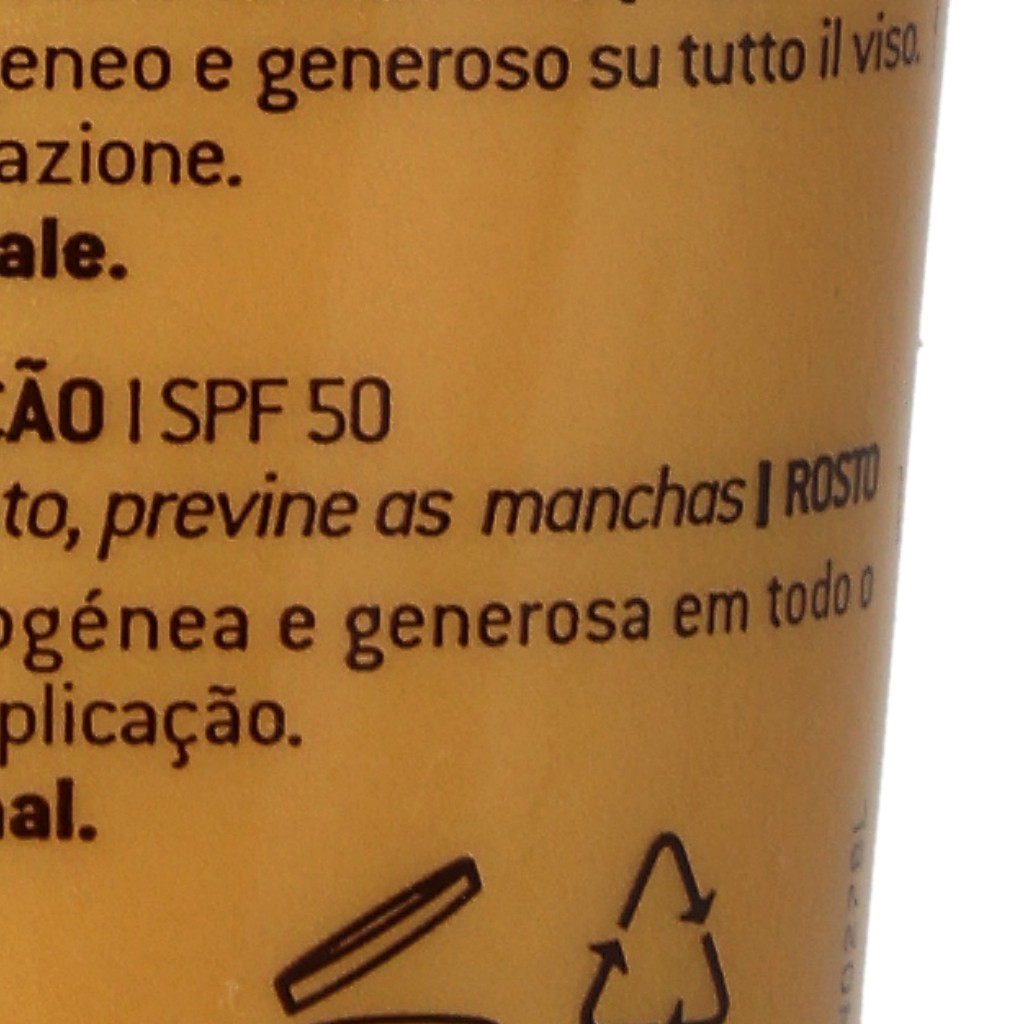 eneo e generoso su tutto il viso.
azione.
ale.
ÇÃO | SPF 50
to, previne as manchas | ROSTO
ogénea e generosa em todo o
plicação.
nal.